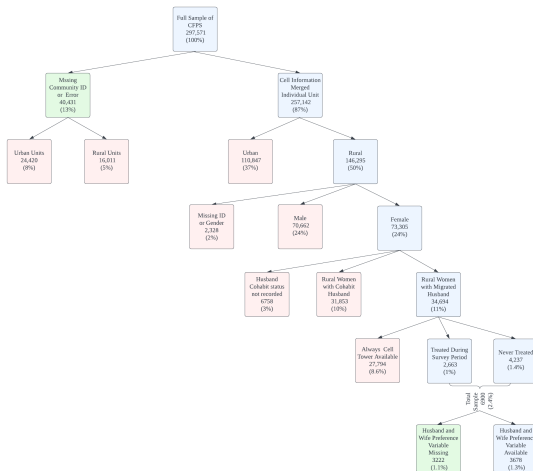 Full Sample of
CFPS
297,571
(100%)
Missing
Community ID
or Error
40,431
(13%)
Cell Information
Merged
Individual Unit
257,142
(87%)
Urban Units
24,420
(8%)
Rural Units
16,011
(5%)
Urban
110,847
(37%)
Rural
146,295
(50%)
Missing ID
or Gender
2,328
(2%)
Male
70,662
(24%)
Female
73,305
(24%)
Husband
Cohabit status
not recorded
6758
(3%)
Rural Women
with Cohabit
Husband
31,853
(10%)
Rural Women
with Migrated
Husband
34,694
(11%)
Always Cell
Tower Available
27,794
(8.6%)
Treated During
Survey Period
2,663
(1%)
Never Treated
4,237
(1.4%)
Total
Sample
6900
(2.4%)
Husband and
Wife Preference
Variable
Missing
3222
(1.1%)
Husband and
Wife Preference
Variable
Available
3678
(1.3%)